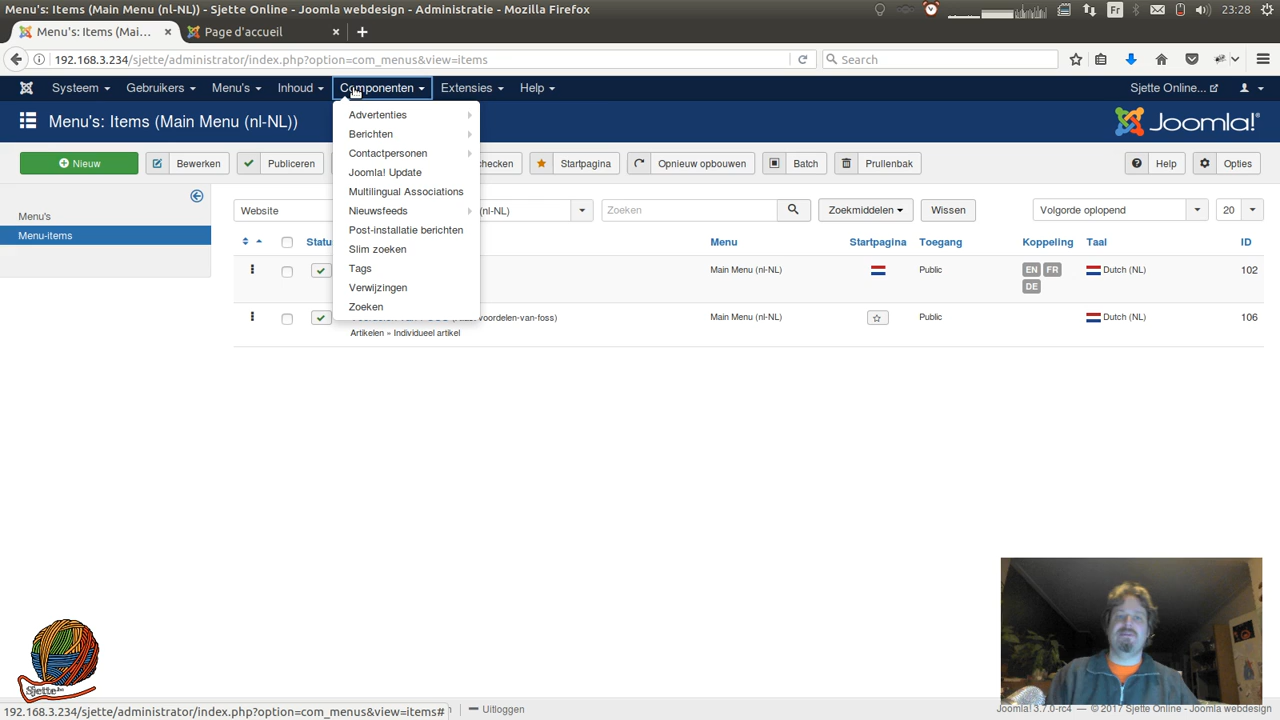 Menu's: Items (Main Menu (nl-NL)) - Sjette Online - Joomla webdesign - Administratie - Mozilla Firefox
Fr
23:28
Menu's: Items (Mai...
Page d'accueil
192.168.3.234/sjette/administrator/index.php?option=com_menus&view=items
Search
Systeem
Gebruikers
Menu's
Inhoud
Componenten
Extensies
Help
Sjette Online...
Menu's: Items (Main Menu (nl-NL))
Joomla!®
Nieuw
Bewerken
Publiceren
checken
Startpagina
Opnieuw opbouwen
Batch
Prullenbak
Help
Opties
Advertenties
Berichten
Contactpersonen
Joomla! Update
Multilingual Associations
Nieuwsfeeds
Post-installatie berichten
Slim zoeken
Tags
Verwijzingen
Zoeken
Menu's
Menu-items
Website
(nl-NL)
Zoeken
Zoekmiddelen
Wissen
Volgorde oplopend
20
Statu
Menu
Startpagina
Toegang
Koppeling
Taal
ID
Main Menu (nl-NL)
Public
EN FR
DE
Dutch (NL)
102
voordelen-van-foss)
Artikelen » Individueel artikel
Main Menu (nl-NL)
Public
Dutch (NL)
106
Sjette
192.168.3.234/sjette/administrator/index.php?option=com_menus&view=items#
Uitloggen
Joomla! 3.7.0-rc4 — © 2017 Sjette Online - Joomla webdesign